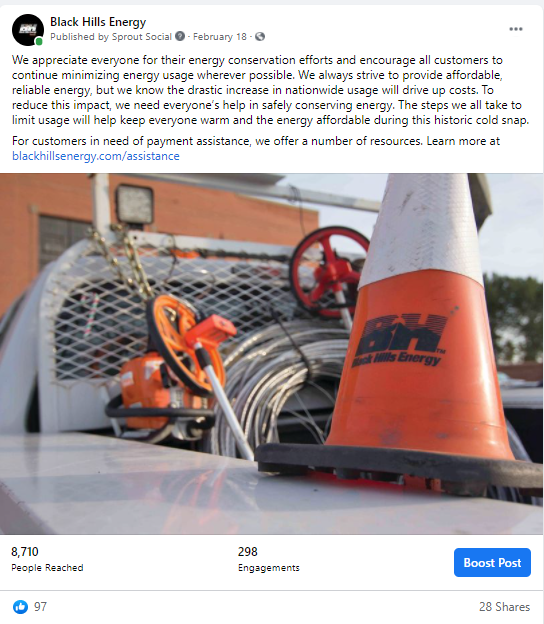 Black Hills Energy
Published by Sprout Social · February 18 ·
We appreciate everyone for their energy conservation efforts and encourage all customers to
continue minimizing energy usage wherever possible. We always strive to provide affordable,
reliable energy, but we know the drastic increase in nationwide usage will drive up costs. To
reduce this impact, we need everyone's help in safely conserving energy. The steps we all take to
limit usage will help keep everyone warm and the energy affordable during this historic cold snap.
For customers in need of payment assistance, we offer a number of resources. Learn more at
blackhillsenergy.com/assistance
BH
Black Hills Energy
8,710
People Reached
298
Engagements
Boost Post
97
28 Shares